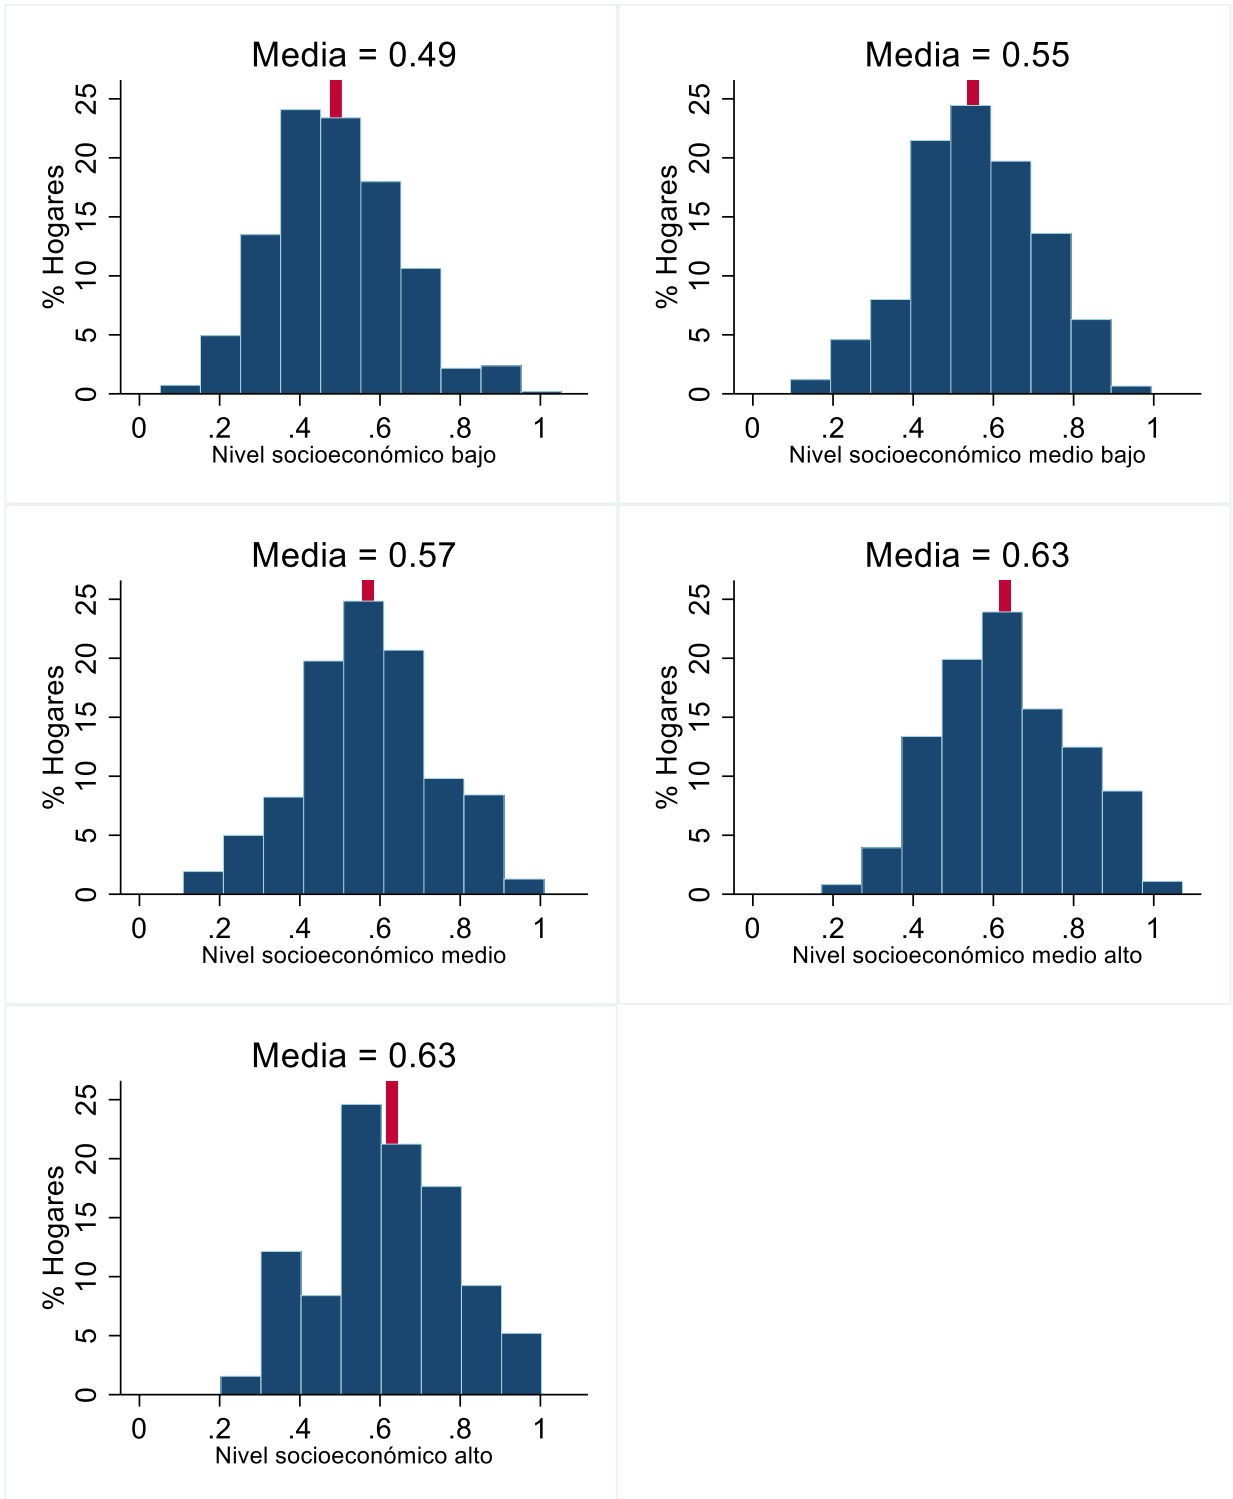 Media = 0.49
% Hogares
25
20
15
10
5
0
0 .2 .4 .6 .8 1
Nivel socioeconómico bajo
Media = 0.55
% Hogares
25
20
15
10
5
0
0 .2 .4 .6 .8 1
Nivel socioeconómico medio bajo
Media = 0.57
% Hogares
25
20
15
10
5
0
0 .2 .4 .6 .8 1
Nivel socioeconómico medio
Media = 0.63
% Hogares
25
20
15
10
5
0
0 .2 .4 .6 .8 1
Nivel socioeconómico medio alto
Media = 0.63
% Hogares
25
20
15
10
5
0
0 .2 .4 .6 .8 1
Nivel socioeconómico alto